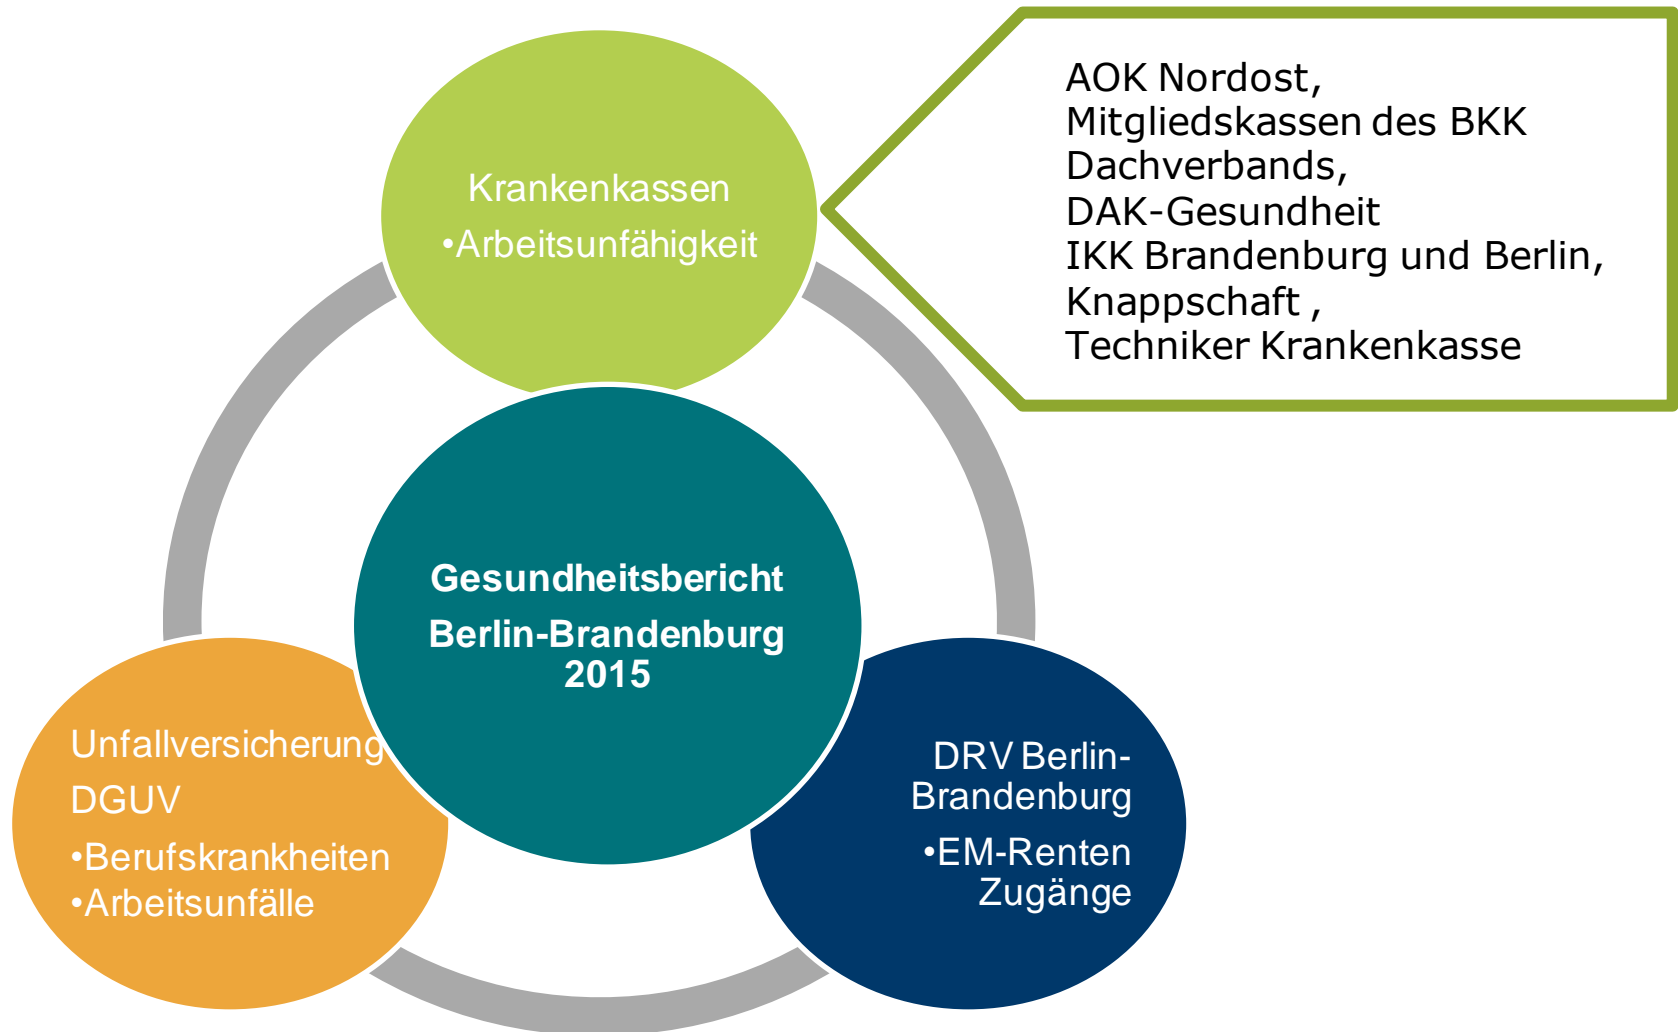 Krankenkassen
•Arbeitsunfähigkeit
AOK Nordost,
Mitgliedskassen des BKK
Dachverbands,
DAK-Gesundheit
IKK Brandenburg und Berlin,
Knappschaft ,
Techniker Krankenkasse
Gesundheitsbericht
Berlin-Brandenburg
2015
Unfallversicherung
DGUV
•Berufskrankheiten
•Arbeitsunfälle
DRV Berlin-
Brandenburg
•EM-Renten
Zugänge